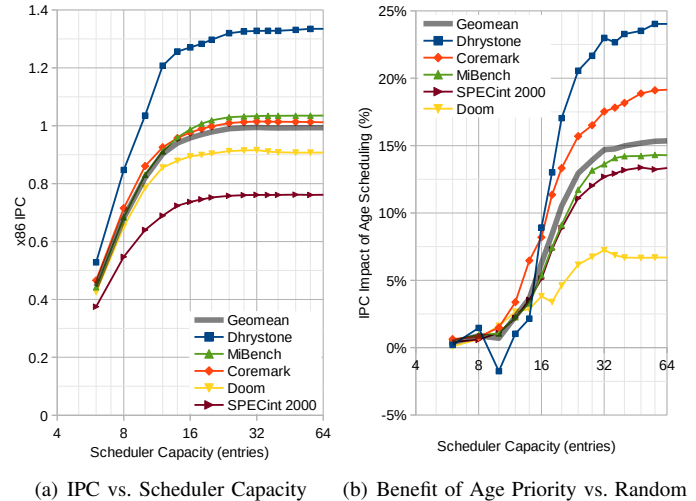 1.4
1.2
1
0.8
0.6
0.4
0.2
0
x86 IPC
Geomean
Dhrystone
MiBench
Coremark
Doom
SPECint 2000
4
8
16
32
64
Scheduler Capacity (entries)
(a) IPC vs. Scheduler Capacity
25%
20%
15%
10%
5%
0%
-5%
IPC Impact of Age Scheduling (%)
Geomean
Dhrystone
Coremark
MiBench
SPECint 2000
Doom
4
8
16
32
64
Scheduler Capacity (entries)
(b) Benefit of Age Priority vs. Random